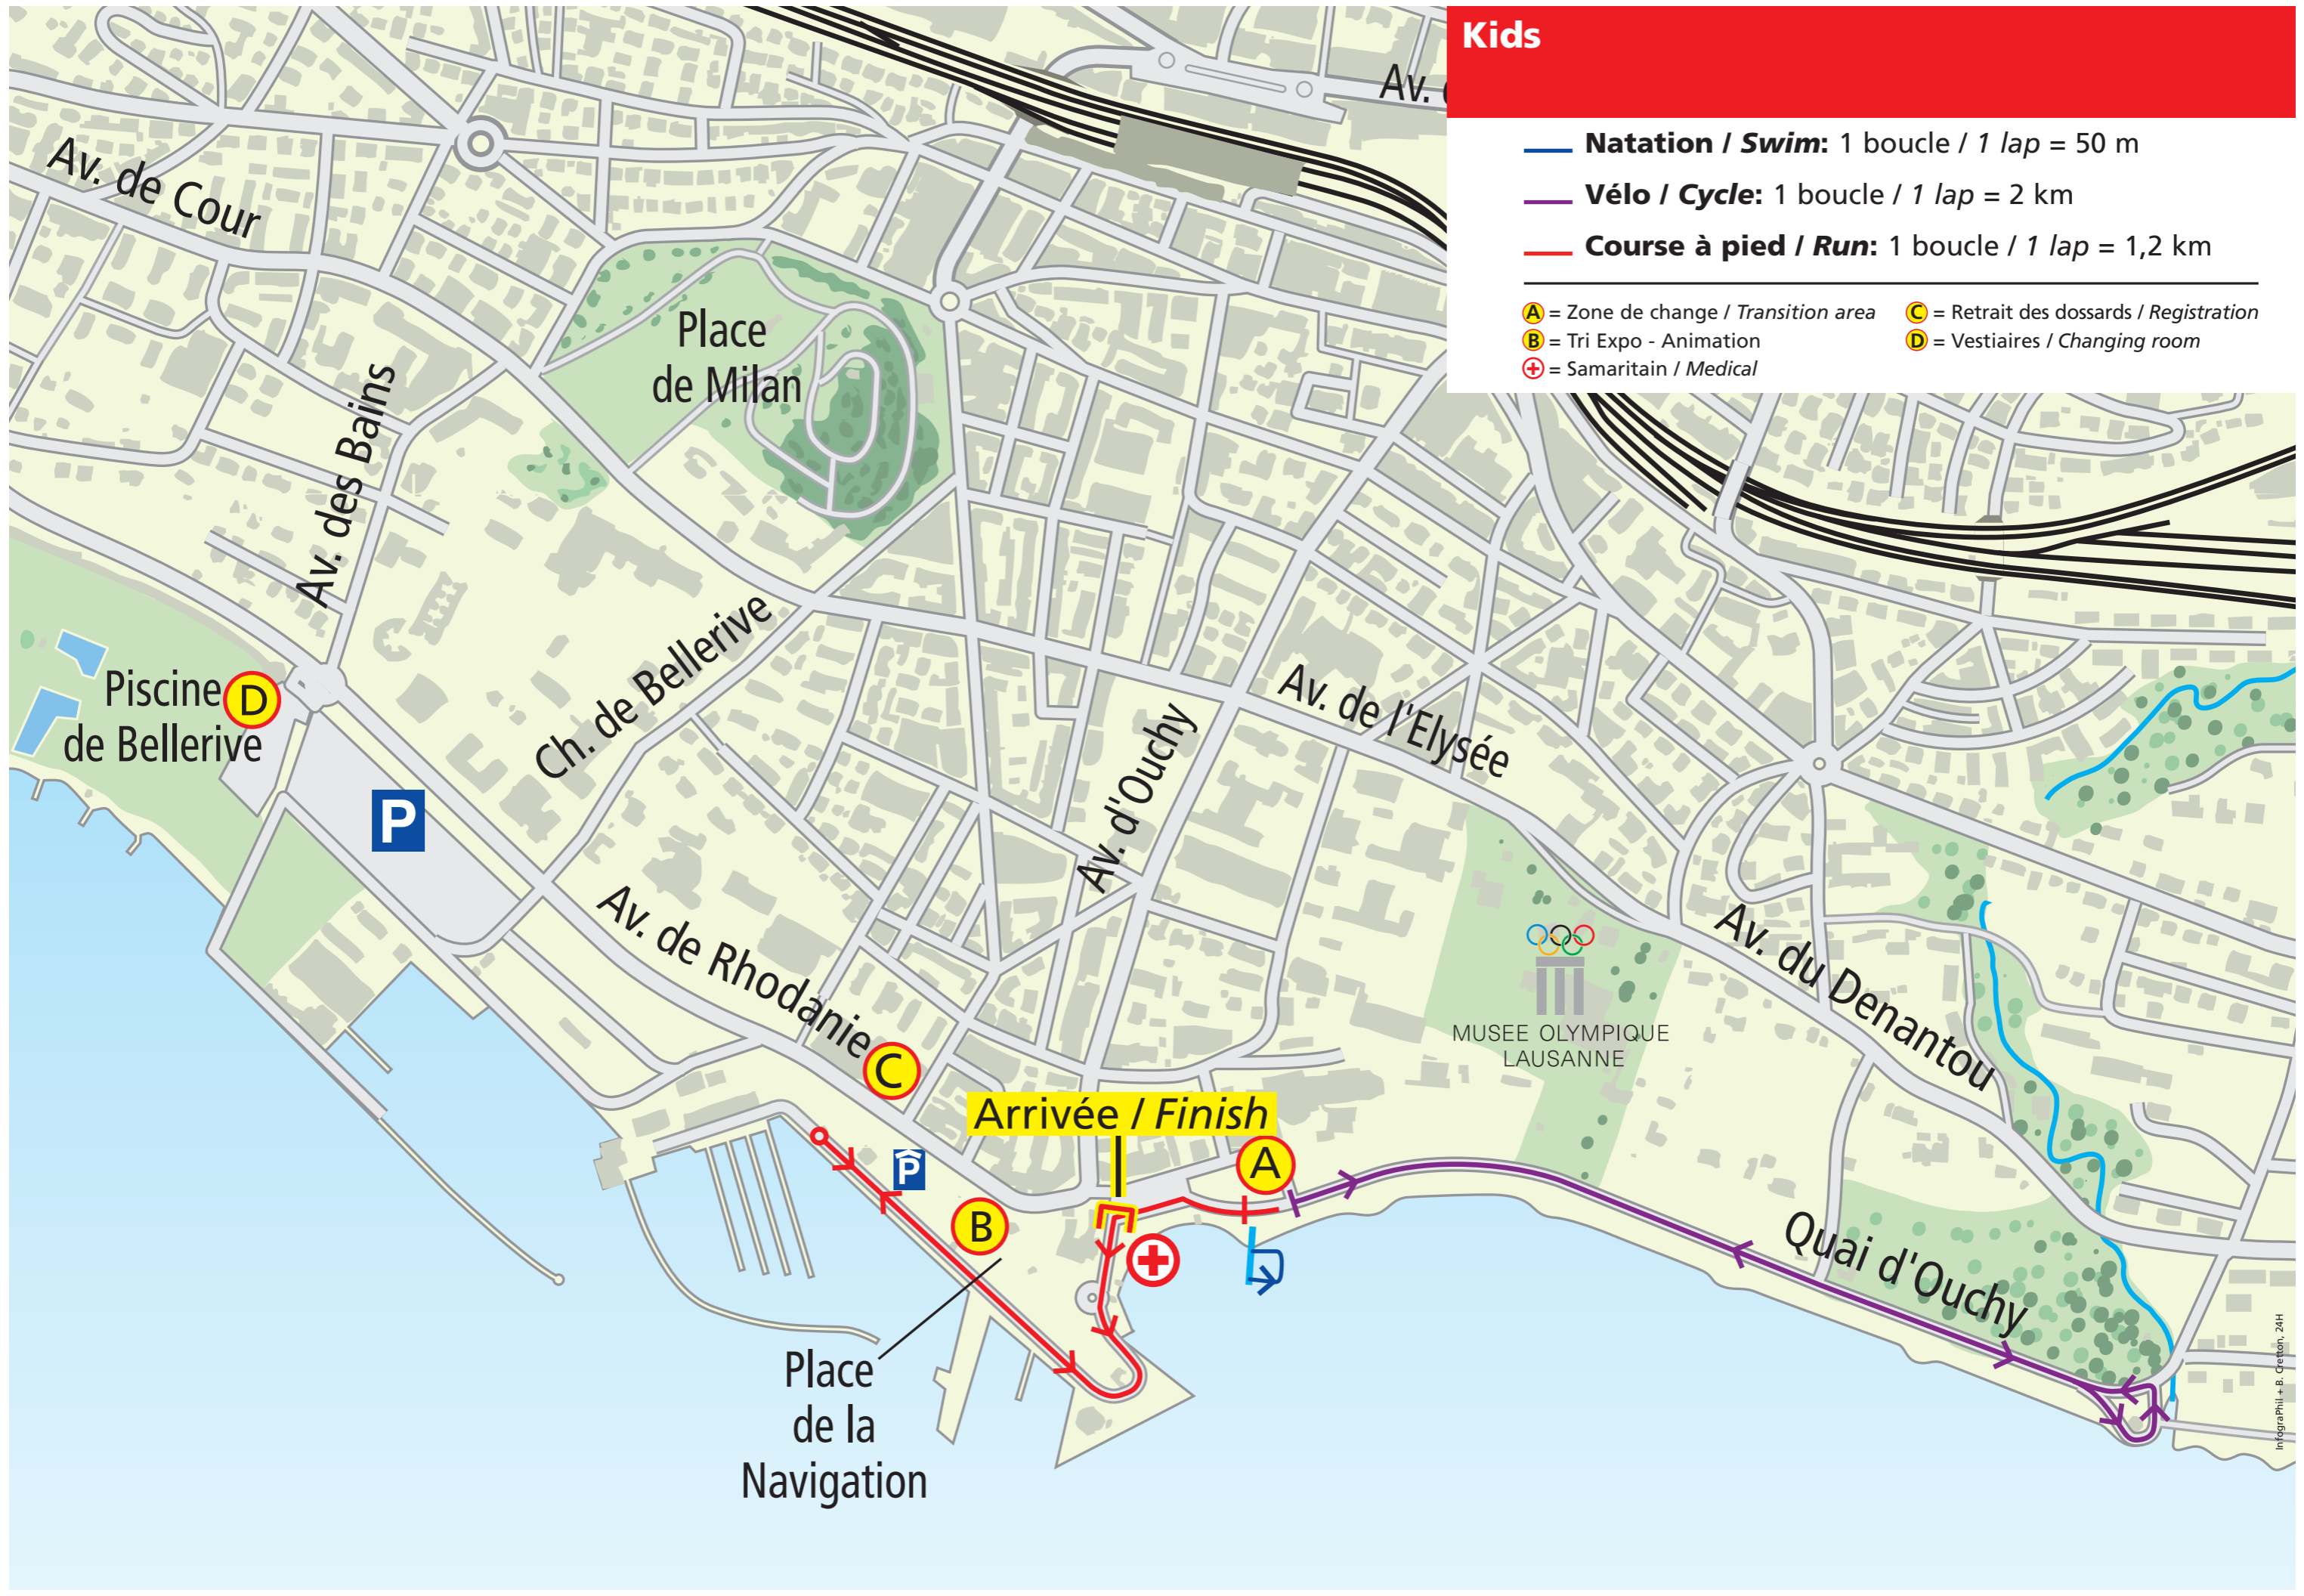 Kids
Natation / Swim: 1 boucle / 1 lap = 50 m
Vélo / Cycle: 1 boucle / 1 lap = 2 km
Course à pied / Run: 1 boucle / 1 lap = 1,2 km
A = Zone de change / Transition area
B = Tri Expo - Animation
= Samaritain / Medical
C = Retrait des dossards / Registration
D = Vestiaires / Changing room
Av.
Av. de Cour
Place
de Milan
Av. des Bains
Ch. de Bellerive
Piscine
de Bellerive
D
P
Av. de l'Elysée
Av. d'Ouchy
Av. de Rhodanie
C
MUSEE OLYMPIQUE
LAUSANNE
Av. du Denantou
Arrivée / Finish
A
P
B
Quai d'Ouchy
Place
de la
Navigation
InfograPhil + B. Cretton, 24H